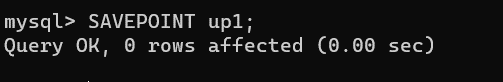 mysql> SAVEPOINT up1;
Query OK, 0 rows affected (0.00 sec)